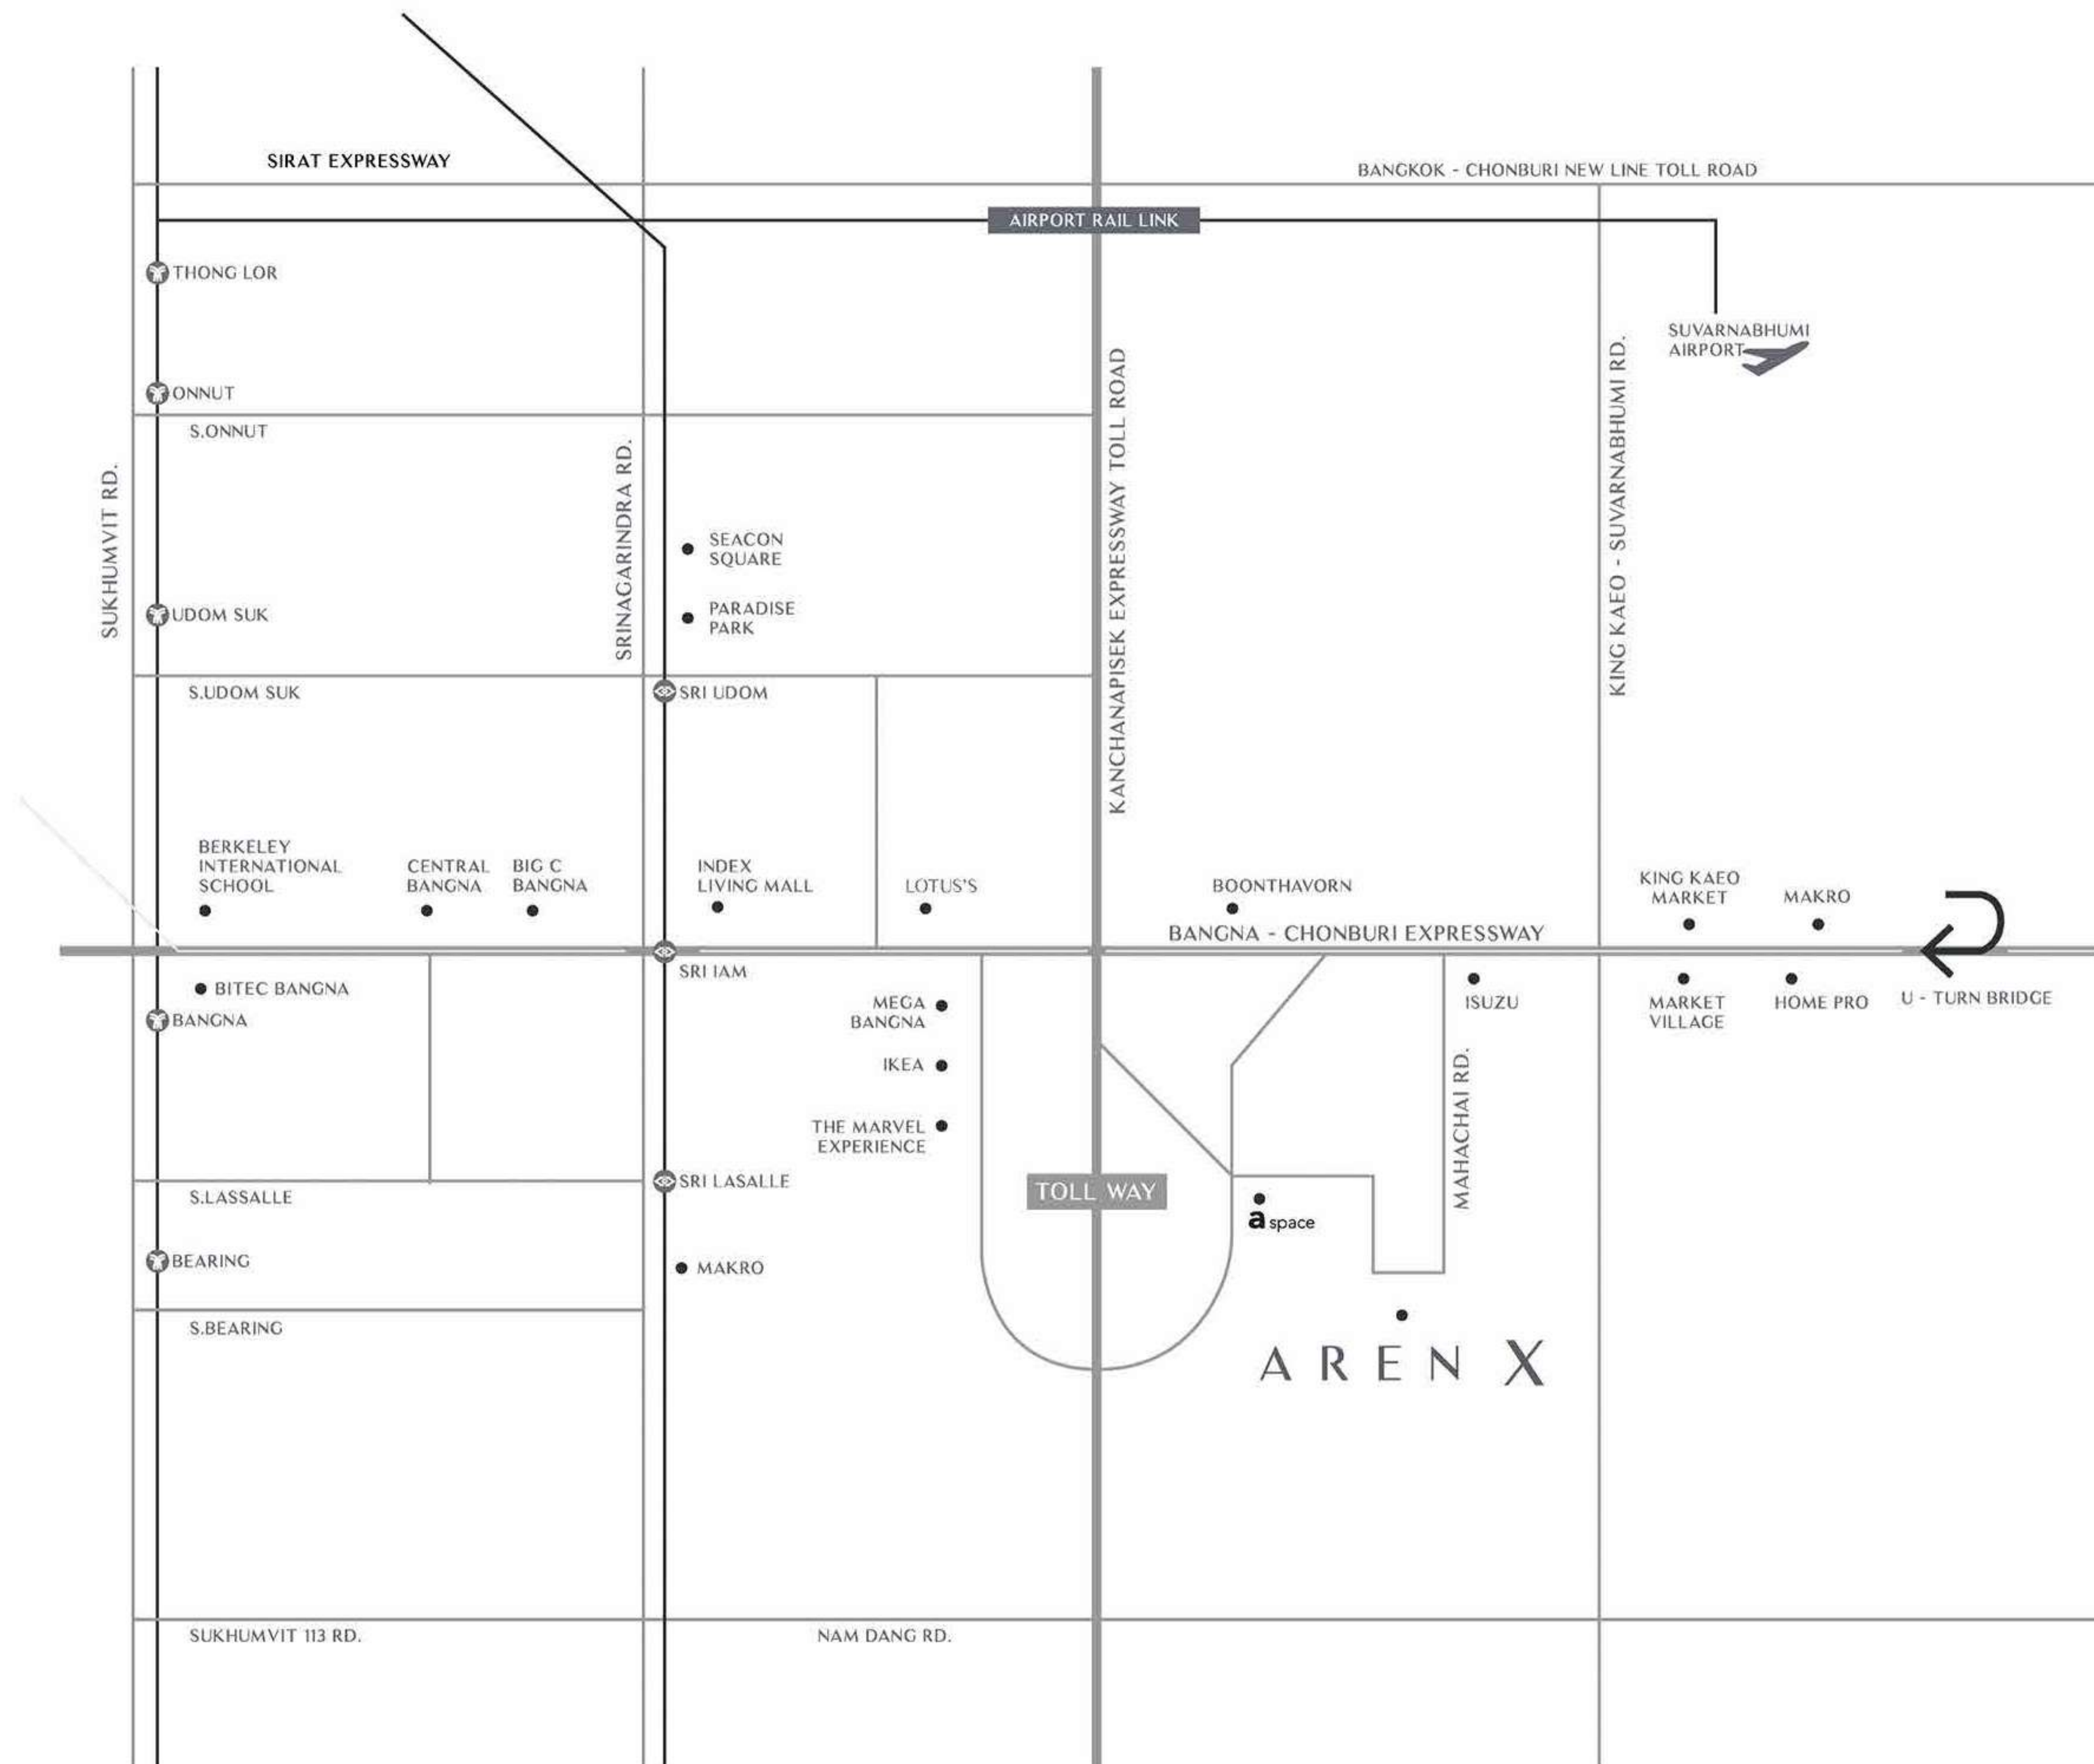 SIRAT EXPRESSWAY
BANGKOK - CHONBURI NEW LINE TOLL ROAD
AIRPORT RAIL LINK
THONG LOR
SUVARNABHUMI
AIRPORT
ONNUT
S.ONNUT
SUKHUMVIT RD.
SRINAGARINDRA RD.
KANCHANAPISEK EXPRESSWAY TOLL ROAD
KING KAEO - SUVARNABHUMI RD.
SEACON
SQUARE
PARADISE
PARK
UDOM SUK
S.UDOM SUK
SRI UDOM
BERKELEY
INTERNATIONAL
SCHOOL
CENTRAL
BANGNA
BIG C
BANGNA
INDEX
LIVING MALL
LOTUS'S
BOONTHAVORN
KING KAEO
MARKET
MAKRO
BANGNA - CHONBURI EXPRESSWAY
SRI IAM
BITEC BANGNA
BANGNA
MEGA
BANGNA
IKEA
THE MARVEL
EXPERIENCE
ISUZU
MARKET
VILLAGE
HOME PRO
U - TURN BRIDGE
MAHACHAI RD.
S.LASSALLE
SRI LASALLE
TOLL WAY
a space
BEARING
MAKRO
S.BEARING
AREN X
SUKHUMVIT 113 RD.
NAM DANG RD.